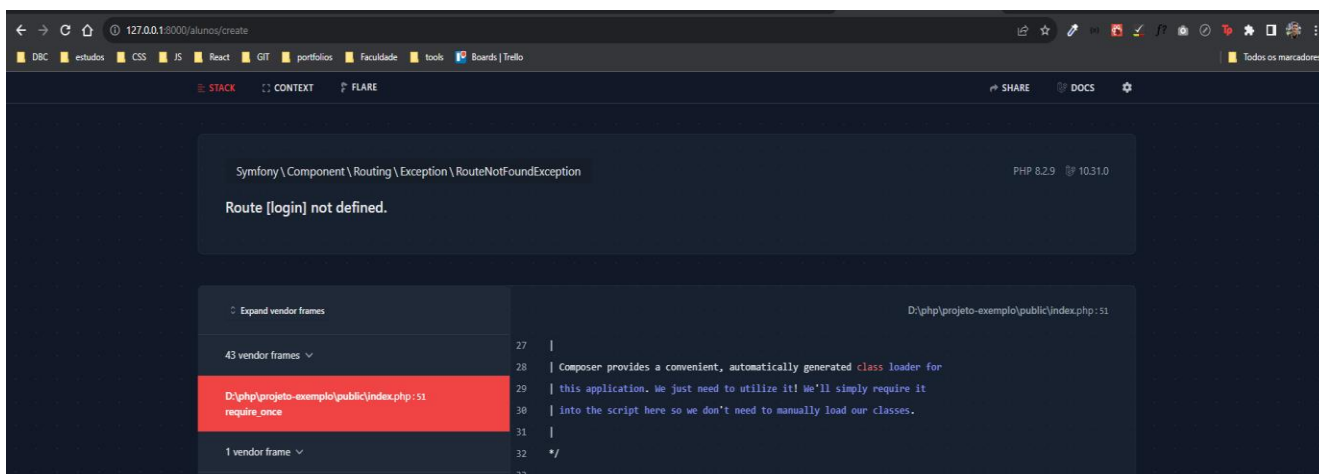 127.0.0.1:8000/alunos/create
DBC estudos CSS JS React GIT portfolios Faculdade tools Boards | Trello Todos os marcadores
STACK CONTEXT FLARE SHARE DOCS
Symfony\Component\Routing\Exception\RouteNotFoundException PHP 8.2.9 10.31.0
Route [login] not defined.
Expand vendor frames D:\php\projeto-exemplo\public\index.php:51
43 vendor frames
D:\php\projeto-exemplo\public\index.php:51
require_once
1 vendor frame
27 |
28 | Composer provides a convenient, automatically generated class loader for
29 | this application. We just need to utilize it! We'll simply require it
30 | into the script here so we don't need to manually load our classes.
31 |
32 */